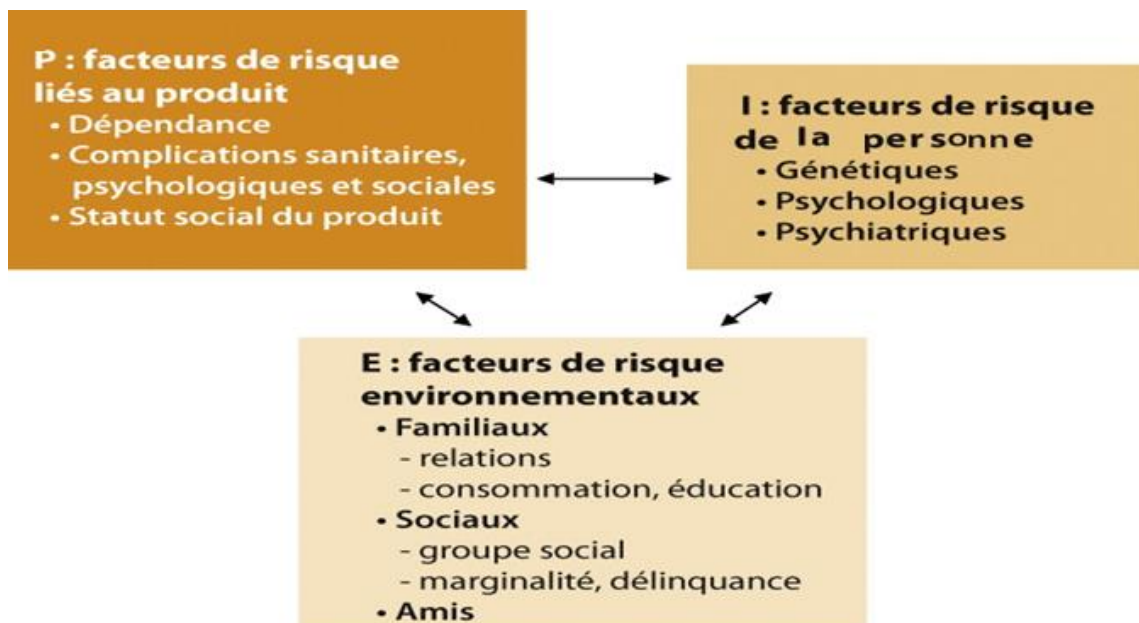 P : facteurs de risque
liés au produit
• Dépendance
• Complications sanitaires,
psychologiques et sociales
• Statut social du produit
I : facteurs de risque
de la personne
• Génétiques
• Psychologiques
• Psychiatriques
E : facteurs de risque
environnementaux
• Familiaux
- relations
- consommation, éducation
• Sociaux
- groupe social
- marginalité, délinquance
• Amis